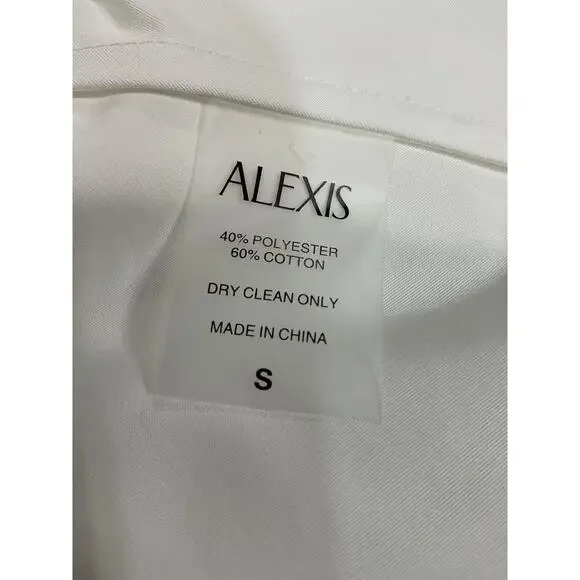 ALEXIS
40% POLYESTER
60% COTTON
DRY CLEAN ONLY
MADE IN CHINA
S